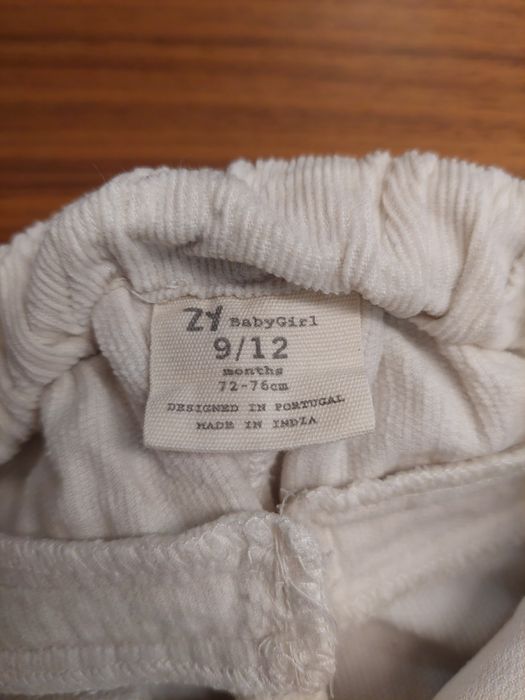 ZY BabyGirl
9/12
months
72-76cm
DESIGNED IN PORTUGAL
MADE IN INDIA